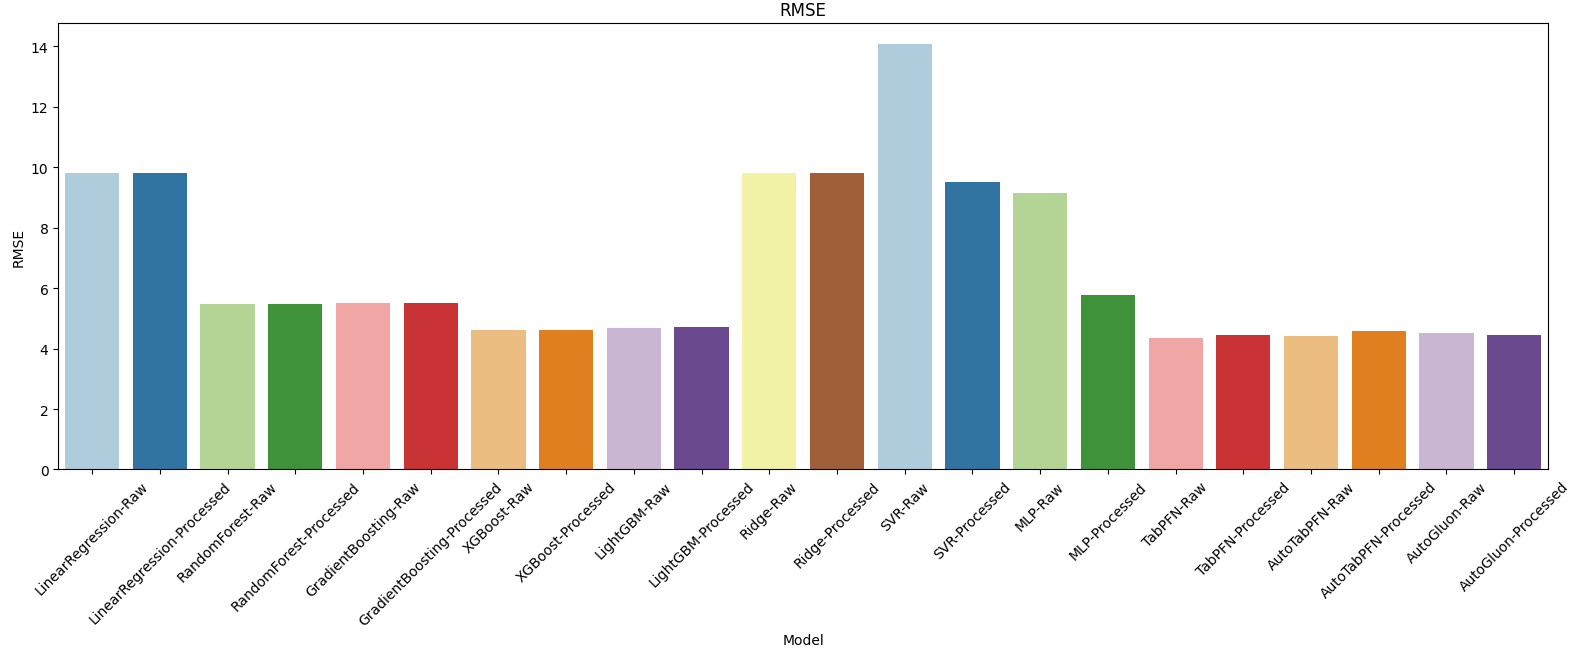 RMSE
14
12
10
8
6
4
2
0
RMSE
LinearRegression-Raw
LinearRegression-Processed
RandomForest-Raw
RandomForest-Processed
GradientBoosting-Raw
GradientBoosting-Processed
XGBoost-Raw
XGBoost-Processed
LightGBM-Raw
LightGBM-Processed
Ridge-Raw
Ridge-Processed
SVR-Raw
SVR-Processed
MLP-Raw
MLP-Processed
TabPFN-Raw
TabPFN-Processed
AutoTabPFN-Raw
AutoTabPFN-Processed
AutoGluon-Raw
AutoGluon-Processed
Model